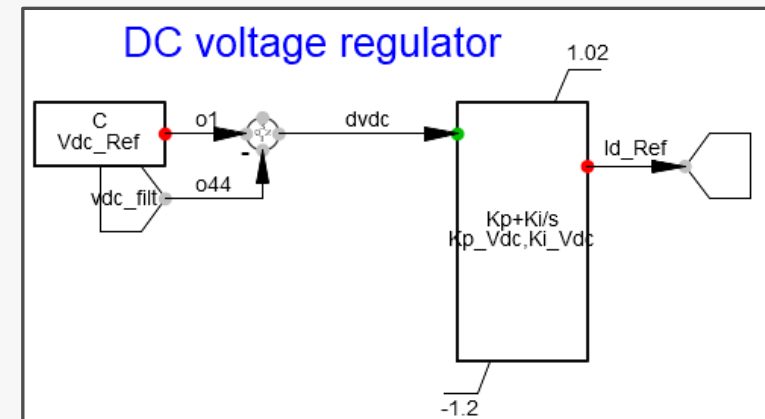 DC voltage regulator
1.02
C
Vdc_Ref
o1
-
dvdc
Id_Ref
vdc_filt
o44
Kp+Ki/s
Kp_Vdc,Ki_Vdc
-1.2